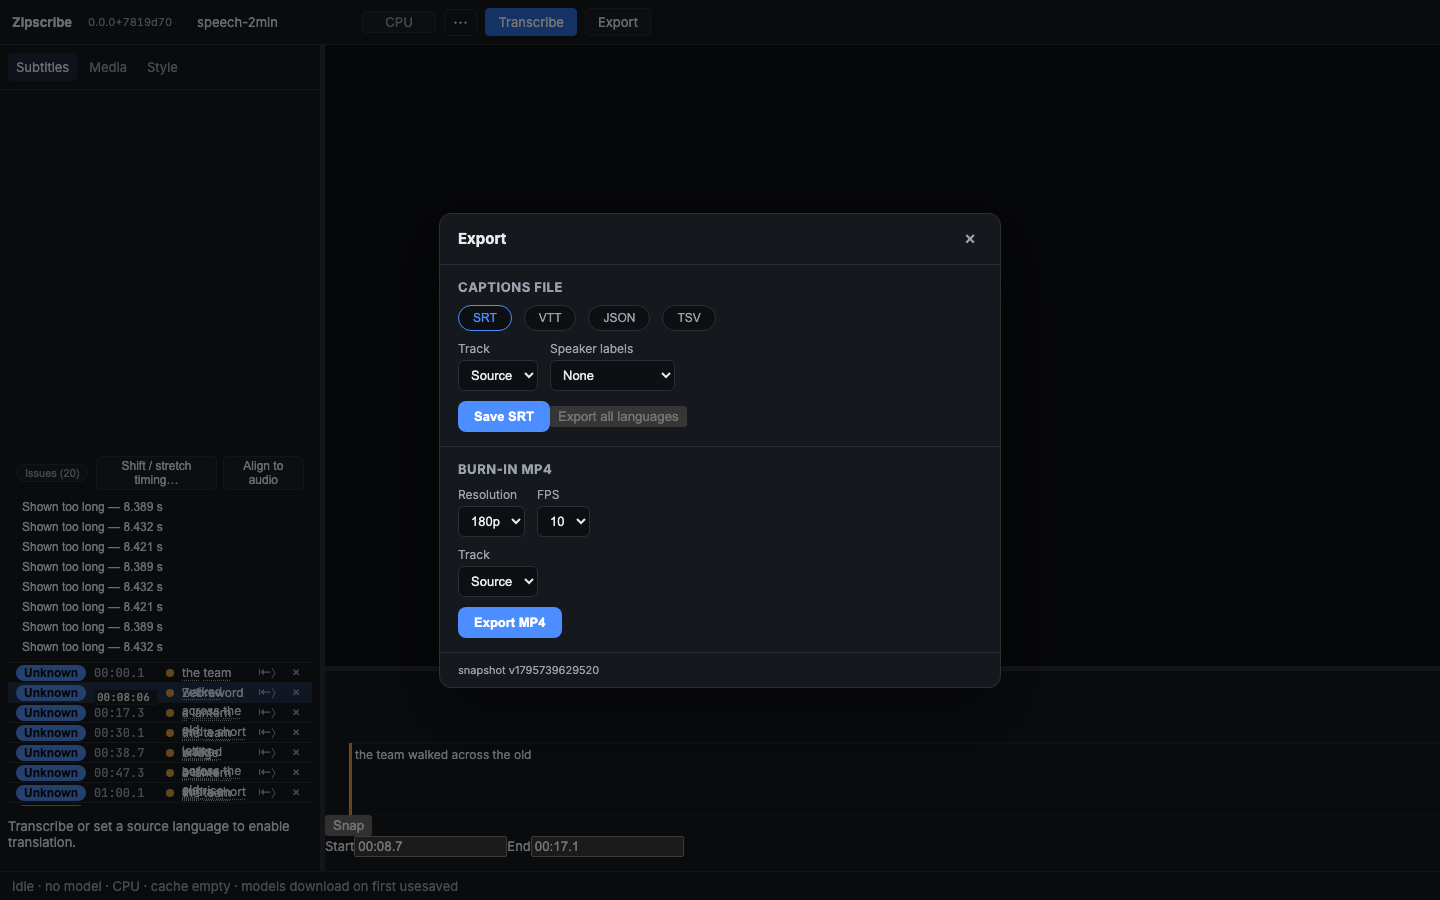 Zipscribe 0.0.0+7819d70 speech-2min CPU ... Transcribe Export
Subtitles Media Style
Export ×
CAPTIONS FILE
SRT VTT JSON TSV
Track Speaker labels
Source None
Save SRT Export all languages
BURN-IN MP4
Resolution FPS
180p 10
Track
Source
Export MP4
snapshot v1795739629520
Issues (20) Shift / stretch timing… Align to audio
Shown too long — 8.389 s
Shown too long — 8.432 s
Shown too long — 8.421 s
Shown too long — 8.389 s
Shown too long — 8.432 s
Shown too long — 8.421 s
Shown too long — 8.389 s
Shown too long — 8.432 s
Unknown 00:00.1 the team ×
Unknown 00:08:06 ×
Unknown 00:17.3 a lantern ×
Unknown 00:30.1 ×
Unknown 00:38.7 ×
Unknown 00:47.3 a lantern ×
Unknown 01:00.1 ×
Transcribe or set a source language to enable
translation.
the team walked across the old
Snap
Start 00:08.7 End 00:17.1
Idle · no model · CPU · cache empty · models download on first usesaved